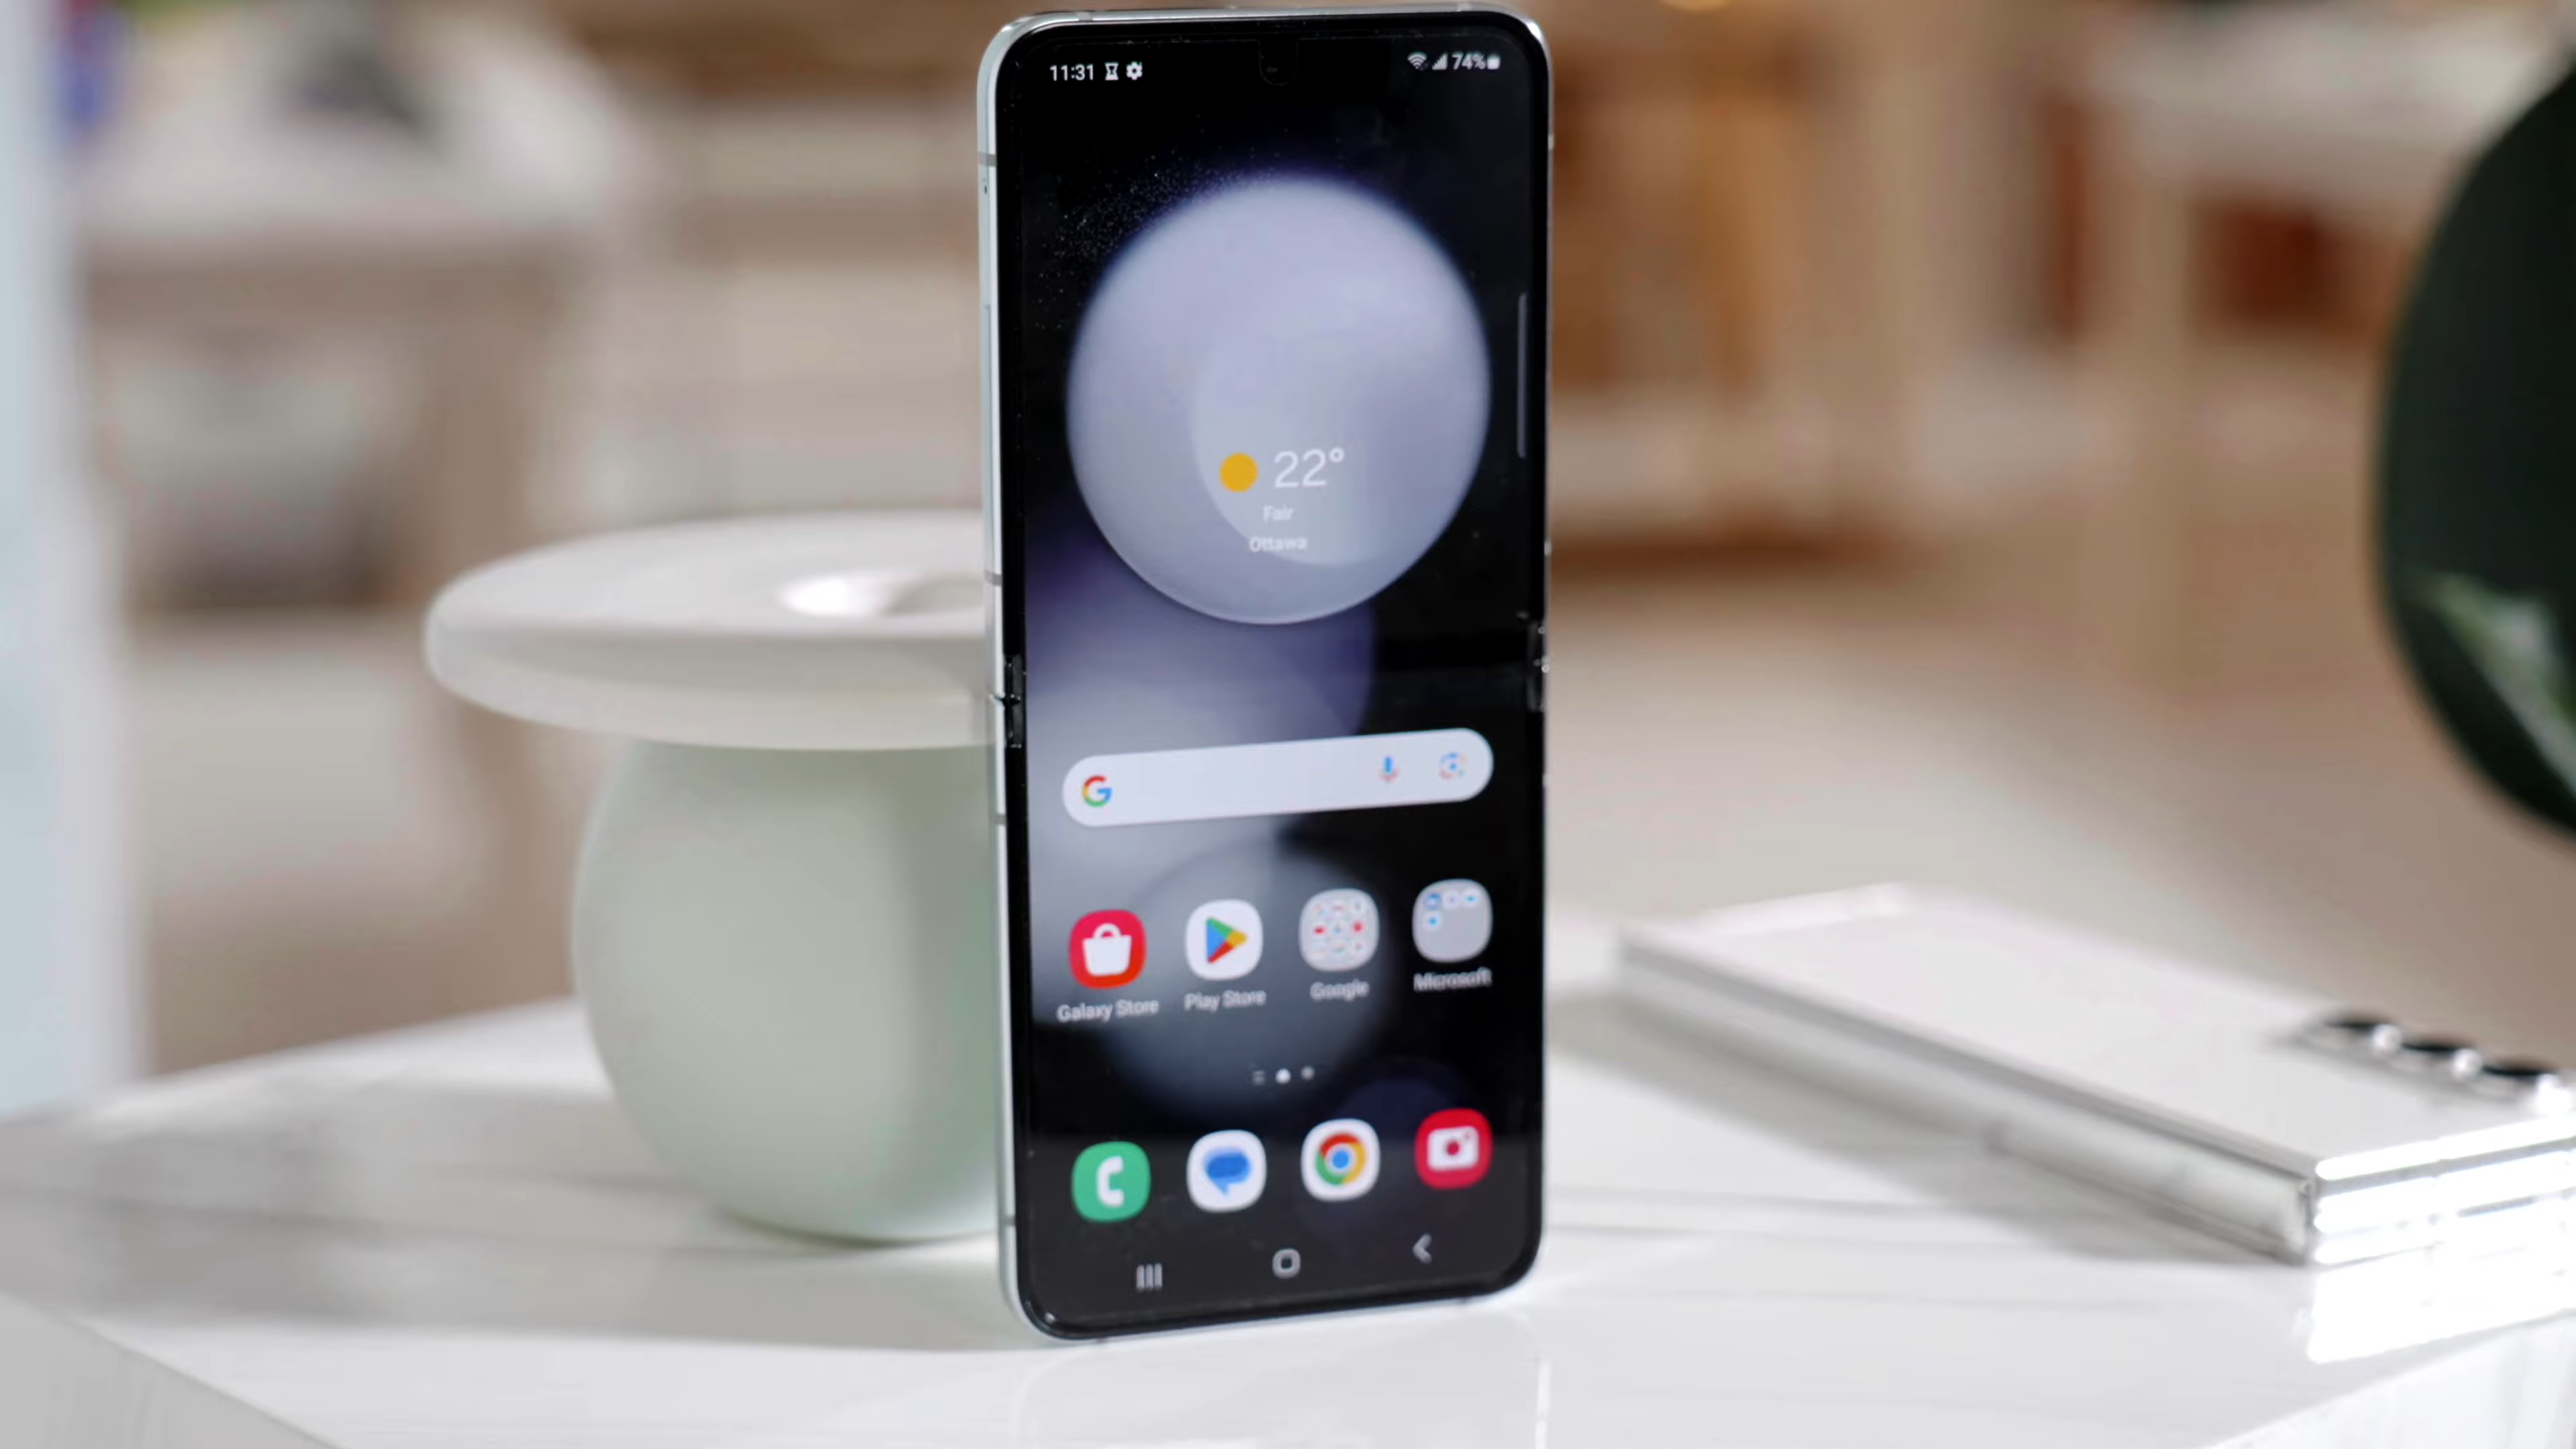 11:31
74%
22°
Fair
Ottawa
Galaxy Store
Play Store
Google
Microsoft